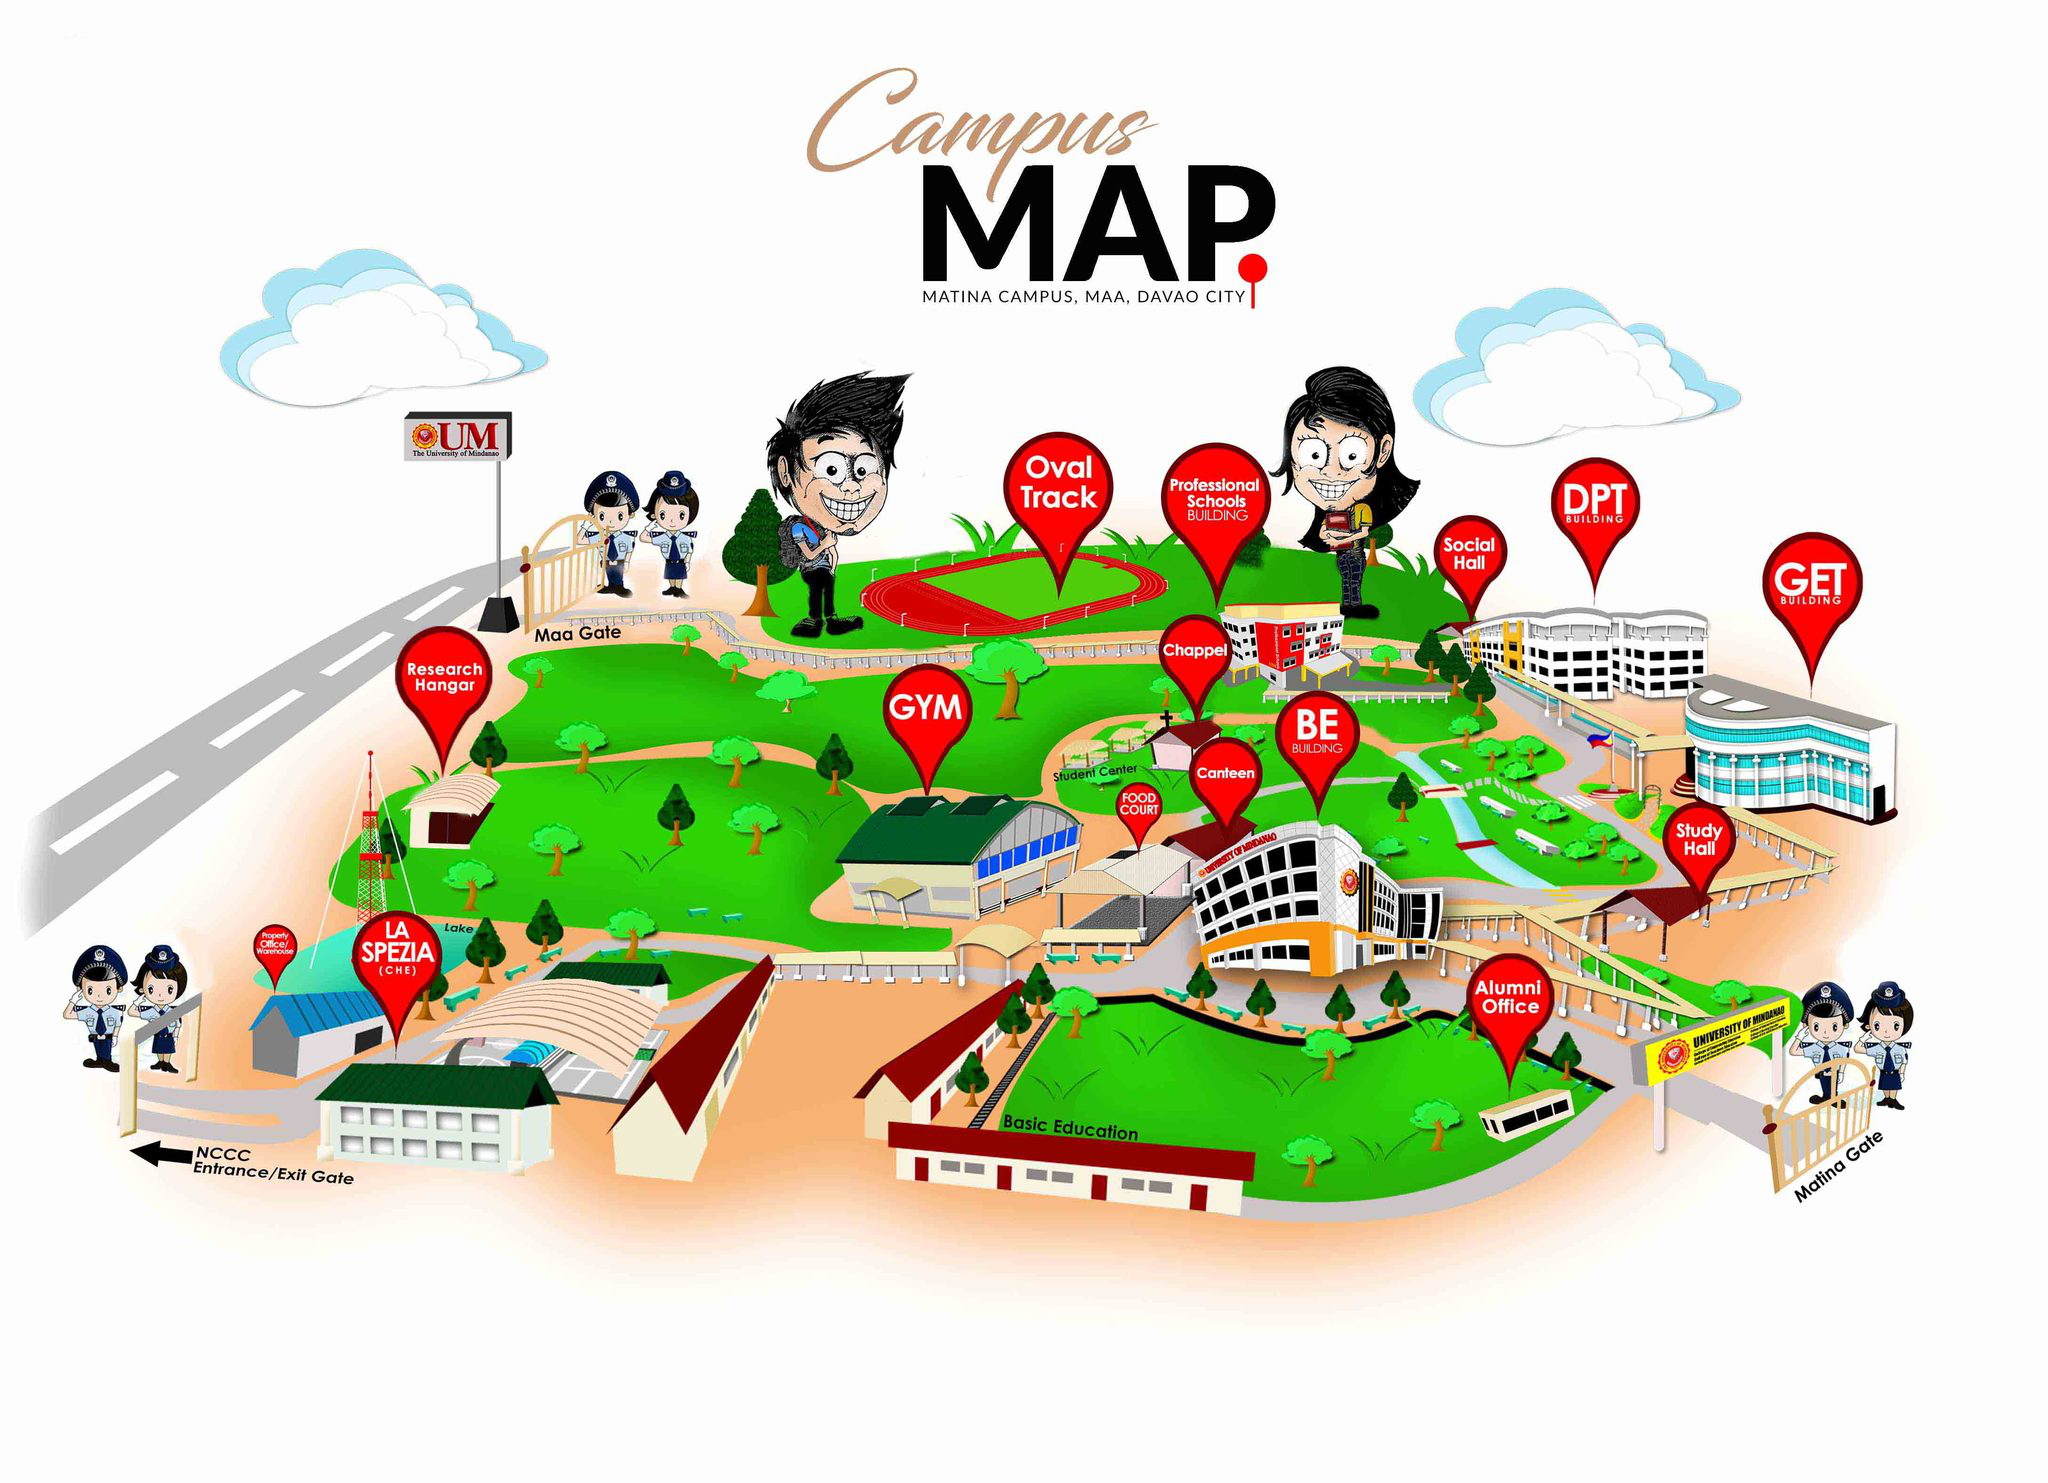 Campus
MAP
MATINA CAMPUS, MAA, DAVAO CITY
UM
The University of Mindanao
Oval
Track
Professional
Schools
BUILDING
DPT
BUILDING
Social
Hall
GET
BUILDING
Maa Gate
Research
Hangar
Chappel
GYM
BE
BUILDING
Student Center
Canteen
FOOD
COURT
Study
Hall
UNIVERSITY OF MINDANAO
Lake
Property
Office/
Warehouse
LA
SPEZIA
(CHE)
Alumni
Office
UNIVERSITY OF MINDANAO
Basic Education
NCCC
Entrance/Exit Gate
Matina Gate